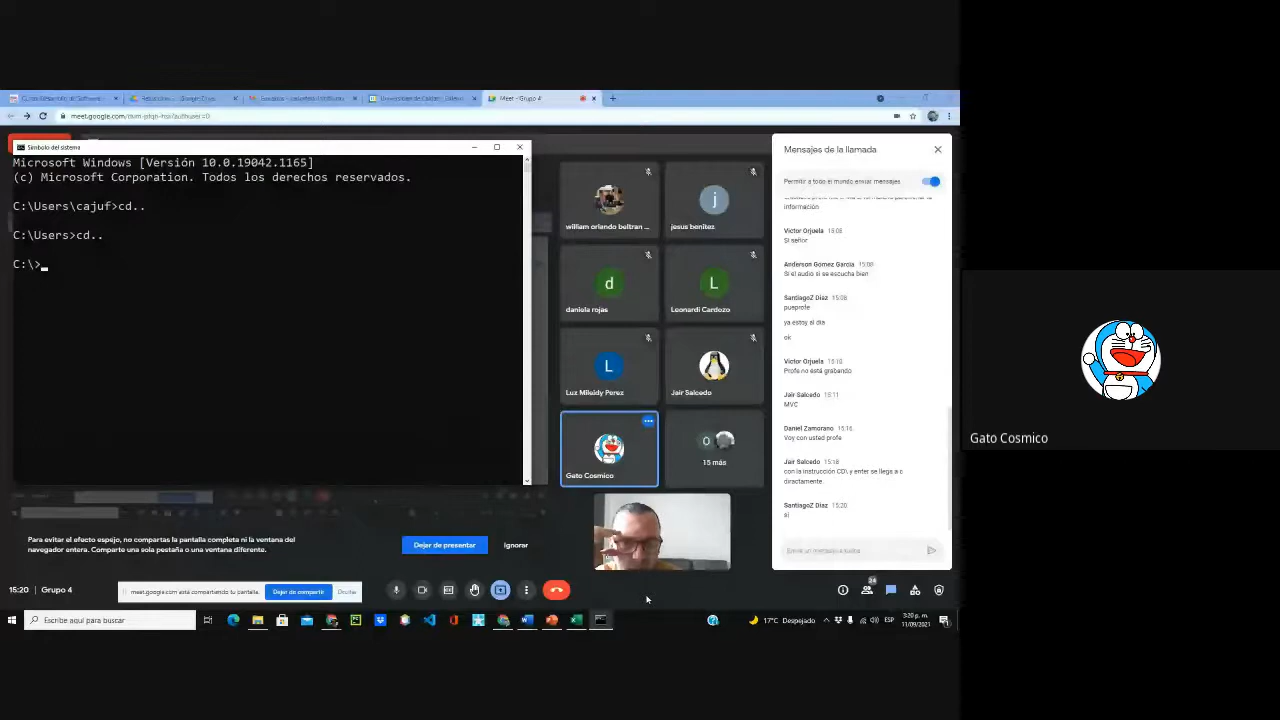 Meet - Grupo 4
Símbolo del sistema
Microsoft Windows [Versión 10.0.19042.1165]
(c) Microsoft Corporation. Todos los derechos reservados.
C:\Users\cajuf>cd..
C:\Users>cd..
C:\>
william orlando beltran ...
jesus benitez
d
daniela rojas
L
Leonardi Cardozo
L
Luz Mileidy Perez
Jair Salcedo
Gato Cosmico
O
15 más
Mensajes de la llamada
Permitir a todo el mundo enviar mensajes
información
Victor Orjuela 15:08
Si señor
Anderson Gomez Garcia 15:08
Si el audio si se escucha bien
SantiagoZ Diaz 15:08
pueprofe
ya estoy al dia
ok
Victor Orjuela 15:10
Profe no está grabando
Jair Salcedo 15:11
MVC
Daniel Zamorano 15:16
Voy con usted profe
Jair Salcedo 15:18
con la instrucción CD\ y enter se llega a c
directamente
SantiagoZ Diaz 15:20
si
Para evitar el efecto espejo, no compartas la pantalla completa ni la ventana del
navegador entera. Comparte una sola pestaña o una ventana diferente.
Dejar de presentar
Ignorar
15:20 Grupo 4
meet.google.com está compartiendo tu pantalla.
Dejar de compartir
Ocultar
24
Escribe aquí para buscar
17°C Despejado
ESP
3:20 p. m.
11/09/2021
Gato Cosmico